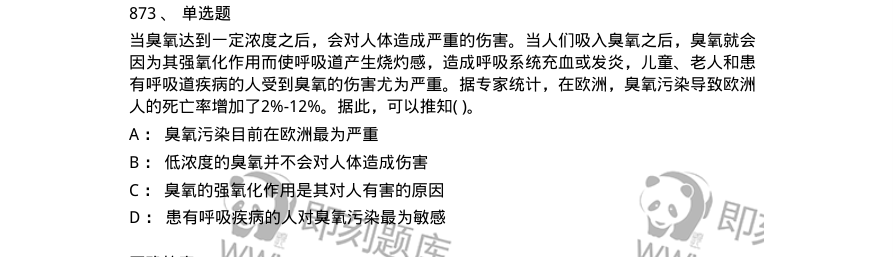 873、 单选题
当臭氧达到一定浓度之后，会对人体造成严重的伤害。当人们吸入臭氧之后，臭氧就会
因为其强氧化作用而使呼吸道产生烧灼感，造成呼吸系统充血或发炎，儿童、老人和患
有呼吸道疾病的人受到臭氧的伤害尤为严重。据专家统计，在欧洲，臭氧污染导致欧洲
人的死亡率增加了2%-12%。据此，可以推知( )。
A： 臭氧污染目前在欧洲最为严重
B： 低浓度的臭氧并不会对人体造成伤害
C： 臭氧的强氧化作用是其对人有害的原因
D： 患有呼吸疾病的人对臭氧污染最为敏感
即刻题库
即刻